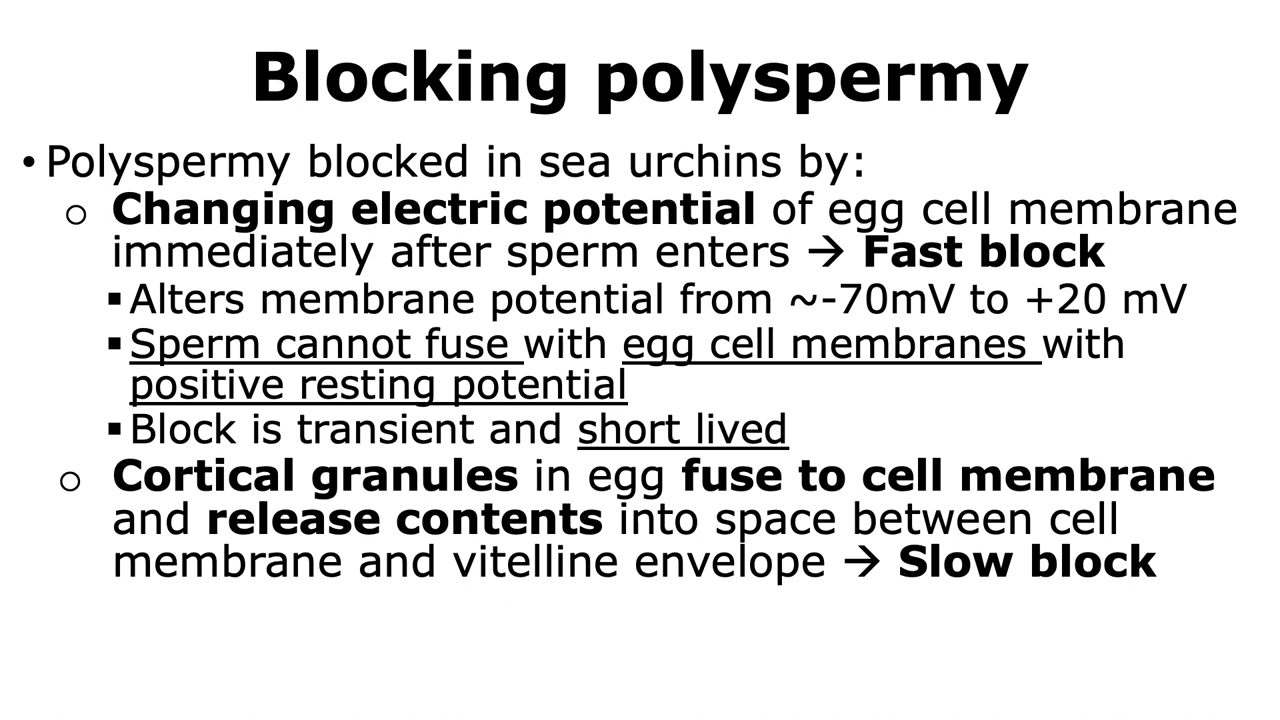 Blocking polyspermy
• Polyspermy blocked in sea urchins by:
o Changing electric potential of egg cell membrane
immediately after sperm enters → Fast block
▪ Alters membrane potential from ~-70mV to +20 mV
▪ Sperm cannot fuse with egg cell membranes with
positive resting potential
▪ Block is transient and short lived
o Cortical granules in egg fuse to cell membrane
and release contents into space between cell
membrane and vitelline envelope → Slow block